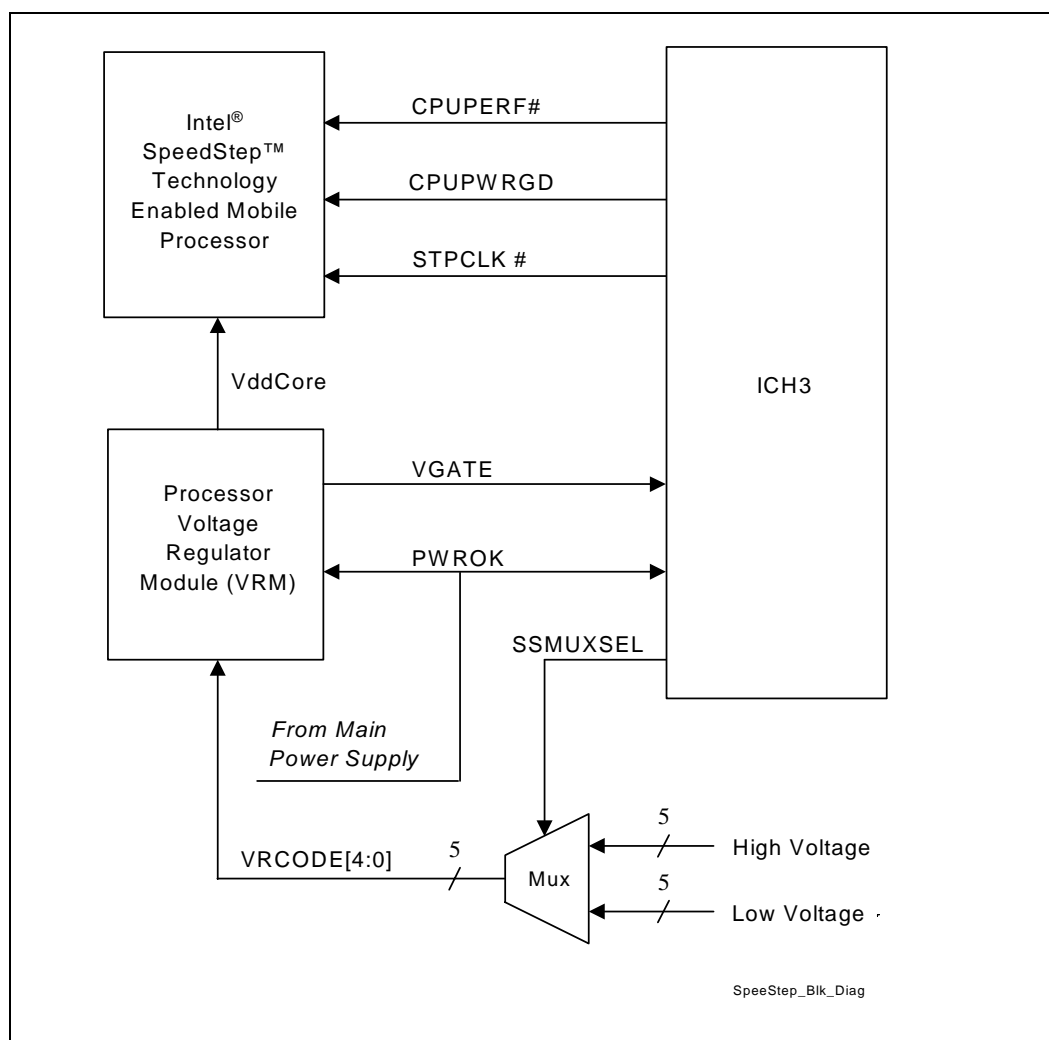 CPUPERF#
Intel®
SpeedStep™
Technology
Enabled Mobile
Processor
CPUPWRGD
STPCLK #
ICH3
VddCore
VGATE
Processor
Voltage
Regulator
Module (VRM)
PWROK
SSMUXSEL
From Main
Power Supply
5
High Voltage
VRCODE[4:0]
5
Mux
5
Low Voltage
SpeeStep_Blk_Diag